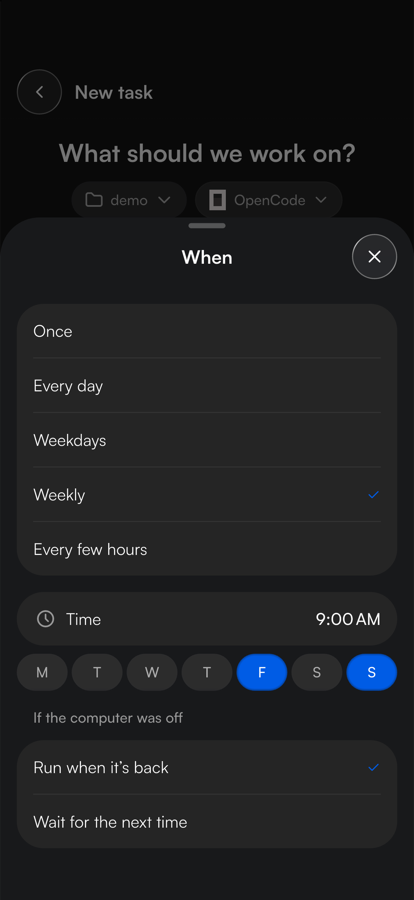 New task
What should we work on?
demo OpenCode
When
Once
Every day
Weekdays
Weekly
Every few hours
Time 9:00 AM
M T W T F S S
If the computer was off
Run when it’s back
Wait for the next time